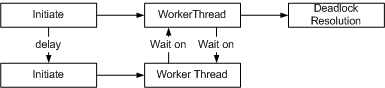 Initiate
WorkerThread
Deadlock
Resolution
delay
Wait on
Wait on
Initiate
Worker Thread